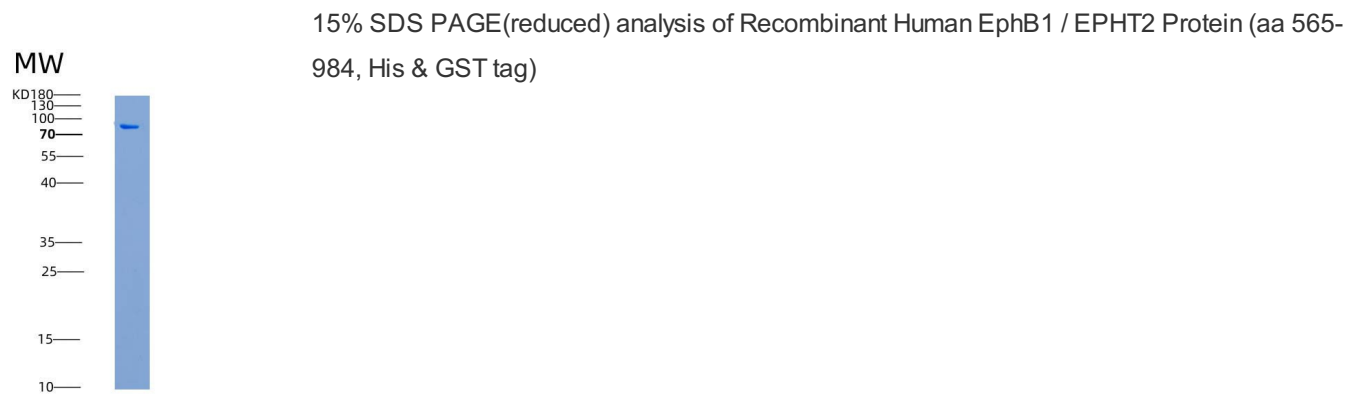 15% SDS PAGE(reduced) analysis of Recombinant Human EphB1 / EPHT2 Protein (aa 565-
984, His & GST tag)
MW
KD180
130
100
70
55
40
35
25
15
10